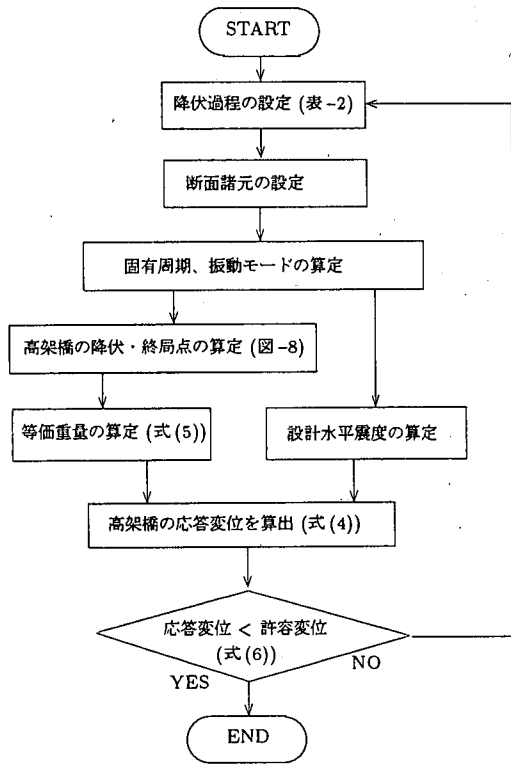 START
降伏過程の設定 (表-2)
断面諸元の設定
固有周期、振動モードの算定
高架橋の降伏・終局点の算定 (図-8)
等価重量の算定 (式(5))
設計水平震度の算定
高架橋の応答変位を算出 (式(4))
応答変位 < 許容変位
(式(6))
NO
YES
END